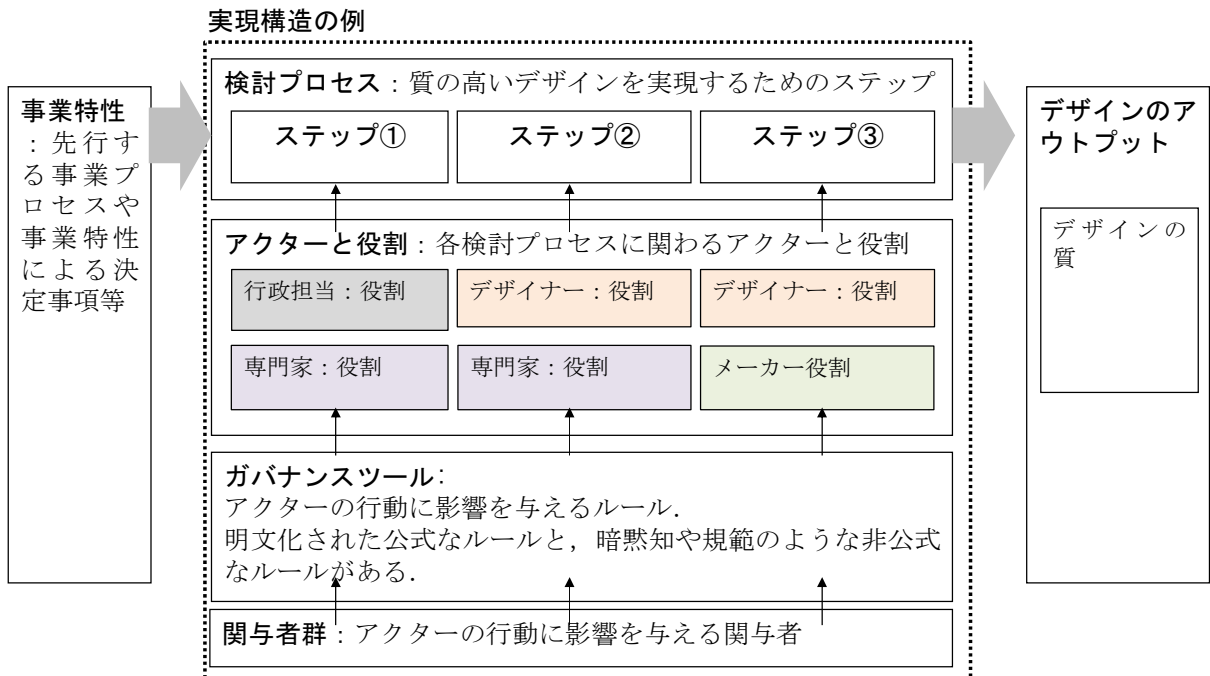 実現構造の例
事業特性
：先行す
る事業プ
ロセスや
事業特性
による決
定事項等
検討プロセス：質の高いデザインを実現するためのステップ
ステップ①
ステップ②
ステップ③
アクターと役割：各検討プロセスに関わるアクターと役割
行政担当：役割
デザイナー：役割
デザイナー：役割
専門家：役割
専門家：役割
メーカー役割
ガバナンスツール：
アクターの行動に影響を与えるルール．
明文化された公式なルールと，暗黙知や規範のような非公式
なルールがある．
関与者群：アクターの行動に影響を与える関与者
デザインのア
ウトプット
デザインの
質